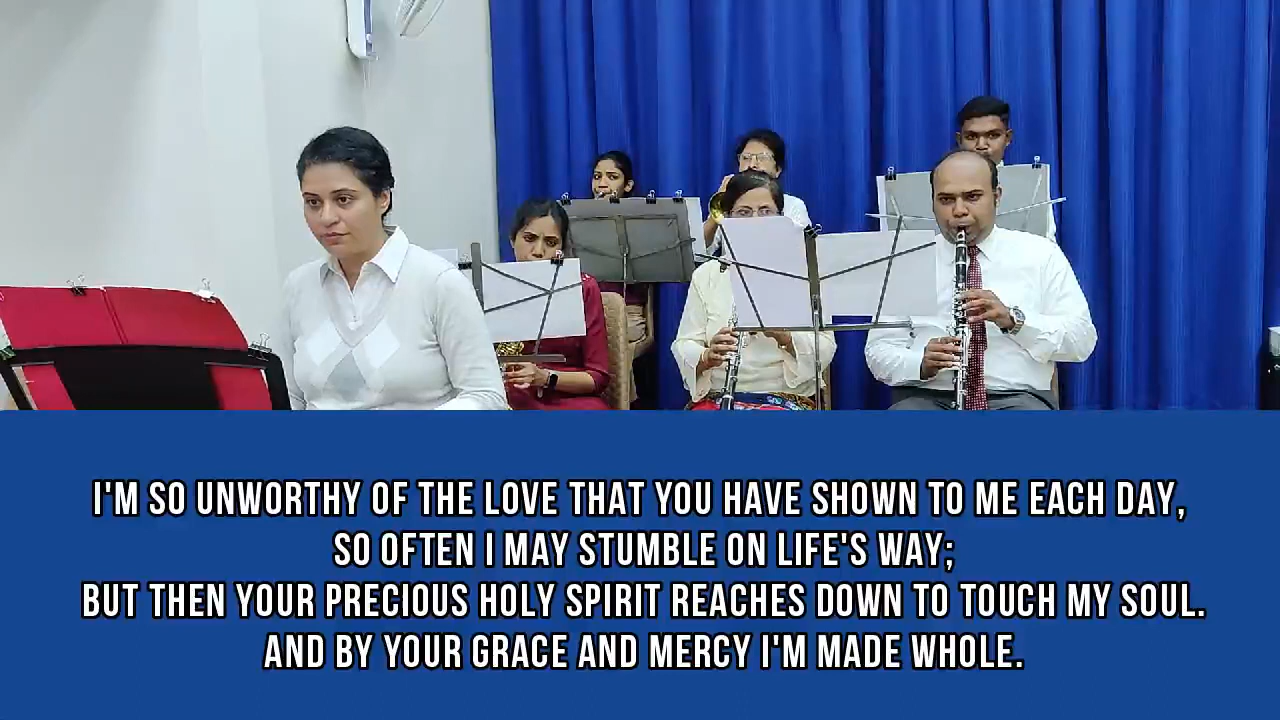 I'M SO UNWORTHY OF THE LOVE THAT YOU HAVE SHOWN TO ME EACH DAY,
SO OFTEN I MAY STUMBLE ON LIFE'S WAY;
BUT THEN YOUR PRECIOUS HOLY SPIRIT REACHES DOWN TO TOUCH MY SOUL.
AND BY YOUR GRACE AND MERCY I'M MADE WHOLE.